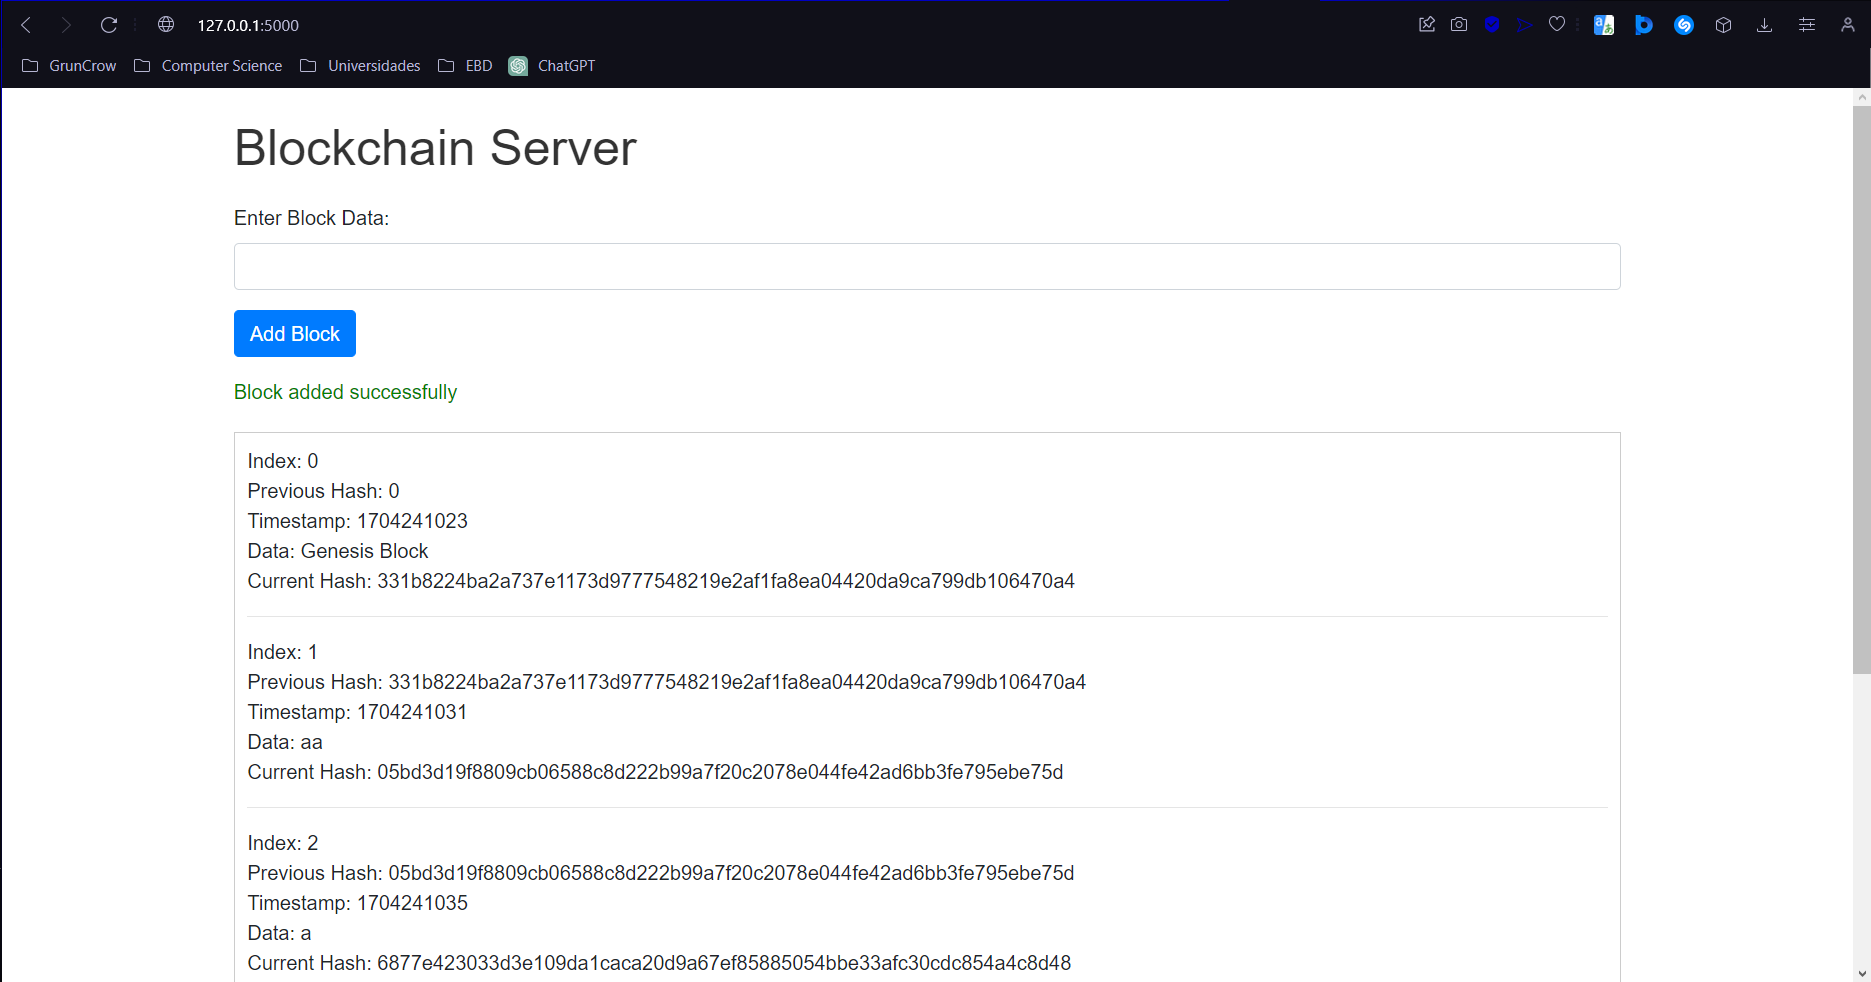 127.0.0.1:5000
GrunCrow Computer Science Universidades EBD ChatGPT
Blockchain Server
Enter Block Data:
Add Block
Block added successfully
Index: 0
Previous Hash: 0
Timestamp: 1704241023
Data: Genesis Block
Current Hash: 331b8224ba2a737e1173d9777548219e2af1fa8ea04420da9ca799db106470a4
Index: 1
Previous Hash: 331b8224ba2a737e1173d9777548219e2af1fa8ea04420da9ca799db106470a4
Timestamp: 1704241031
Data: aa
Current Hash: 05bd3d19f8809cb06588c8d222b99a7f20c2078e044fe42ad6bb3fe795ebe75d
Index: 2
Previous Hash: 05bd3d19f8809cb06588c8d222b99a7f20c2078e044fe42ad6bb3fe795ebe75d
Timestamp: 1704241035
Data: a
Current Hash: 6877e423033d3e109da1caca20d9a67ef85885054bbe33afc30cdc854a4c8d48